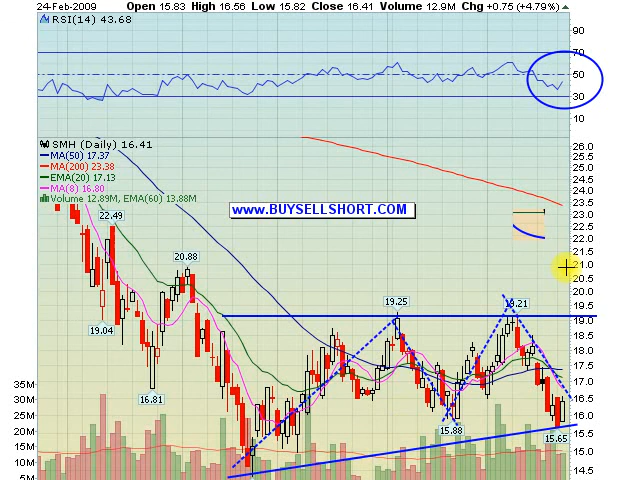 24-Feb-2009 Open 15.83 High 16.56 Low 15.82 Close 16.41 Volume 12.9M Chg +0.75 (+4.79%)
RSI(14) 43.68
90
70
50
30
10
SMH (Daily) 16.41
MA(50) 17.37
MA(200) 23.38
EMA(20) 17.13
MA(8) 16.80
Volume 12.89M, EMA(60) 13.88M
www.BUYSELLSHORT.COM
22.49
20.88
19.04
16.81
19.25
19.21
15.88
15.65
26.0
25.5
25.0
24.5
24.0
23.5
23.0
22.5
22.0
21.5
21.0
20.5
20.0
19.5
19.0
18.5
18.0
17.5
17.0
16.5
16.0
15.5
15.0
14.5
35M
30M
25M
20M
15M
10M
5M